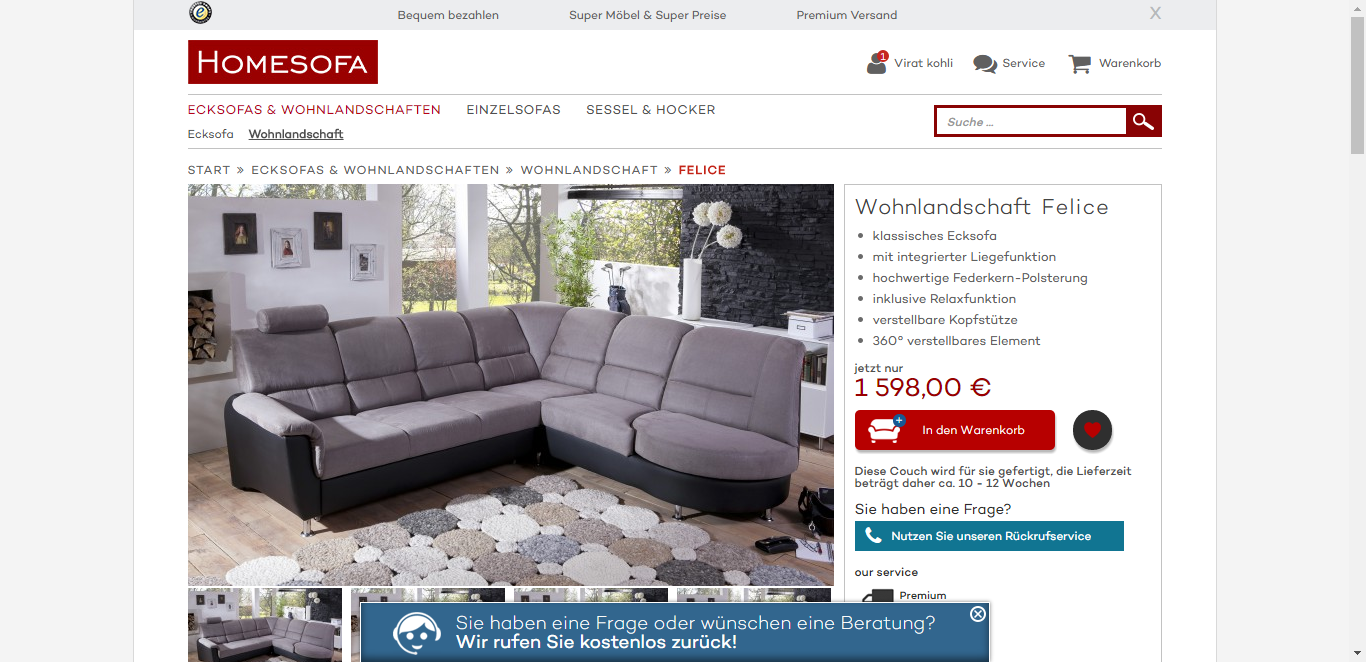 Bequem bezahlen Super Möbel & Super Preise Premium Versand X
HOMESOFA
1 Virat kohli Service Warenkorb
ECKSOFAS & WOHNLANDSCHAFTEN EINZELSOFAS SESSEL & HOCKER
Suche ...
Ecksofa Wohnlandschaft
START » ECKSOFAS & WOHNLANDSCHAFTEN » WOHNLANDSCHAFT » FELICE
Wohnlandschaft Felice
klassisches Ecksofa
mit integrierter Liegefunktion
hochwertige Federkern-Polsterung
inklusive Relaxfunktion
verstellbare Kopfstütze
360° verstellbares Element
jetzt nur
1 598,00 €
In den Warenkorb
Diese Couch wird für sie gefertigt, die Lieferzeit
beträgt daher ca. 10 - 12 Wochen
Sie haben eine Frage?
Nutzen Sie unseren Rückrufservice
our service
Premium
Sie haben eine Frage oder wünschen eine Beratung?
Wir rufen Sie kostenlos zurück!